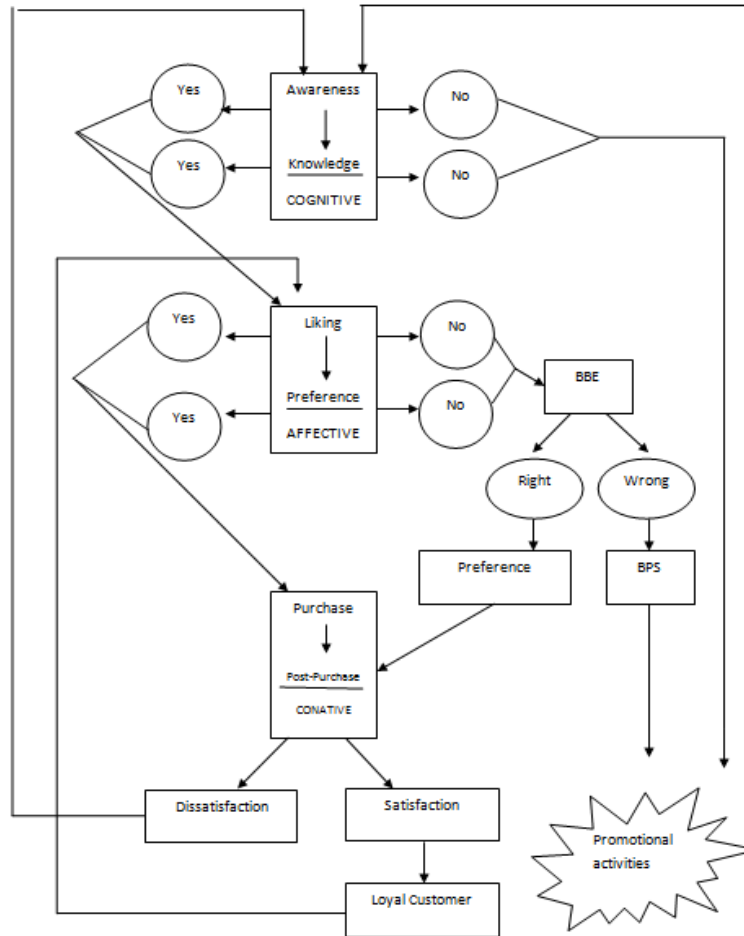 Yes
Awareness
No
Yes
Knowledge
No
COGNITIVE
Yes
Liking
No
Yes
Preference
No
AFFECTIVE
BBE
Right
Wrong
Preference
BPS
Purchase
Post-Purchase
CONATIVE
Dissatisfaction
Satisfaction
Promotional
activities
Loyal Customer